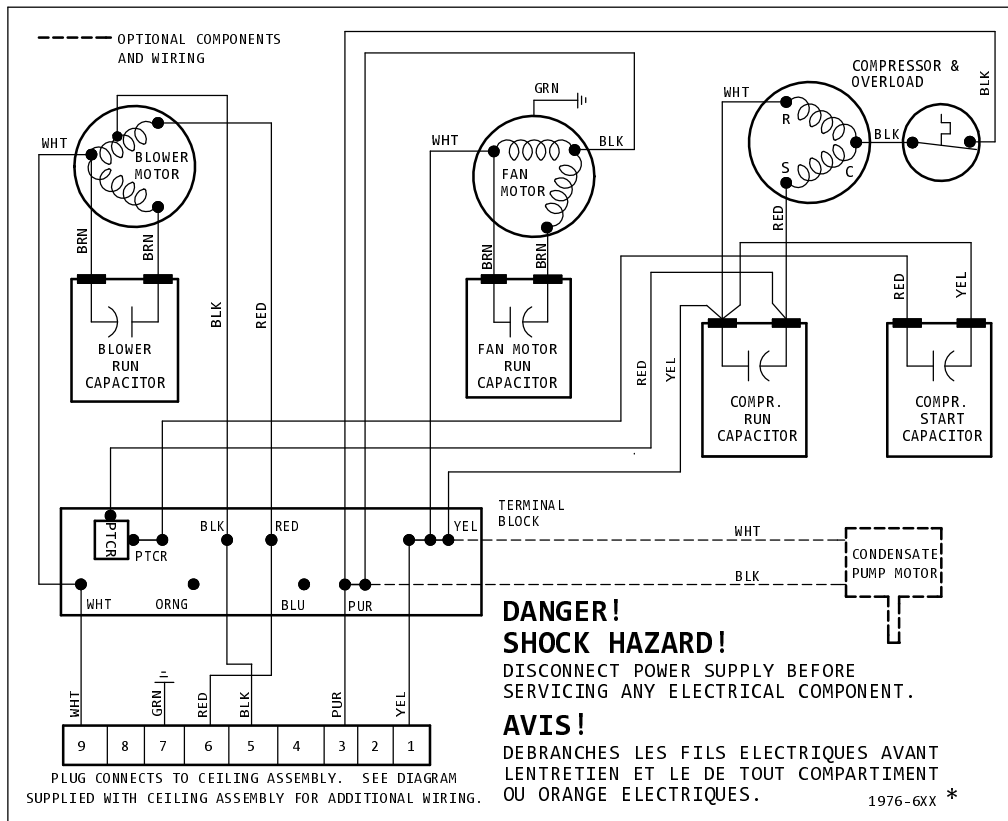 OPTIONAL COMPONENTS
AND WIRING
GRN
COMPRESSOR &
OVERLOAD
BLK
WHT
R
WHT
BLOWER
MOTOR
WHT
FAN
MOTOR
BLK
BLK
S
C
RED
BRN
BRN
BRN
BRN
BLK
RED
RED
YEL
BLOWER
RUN
CAPACITOR
FAN MOTOR
RUN
CAPACITOR
RED
YEL
COMPR.
RUN
CAPACITOR
COMPR.
START
CAPACITOR
TERMINAL
BLOCK
PTCR
PTCR
BLK
RED
YEL
WHT
CONDENSATE
PUMP MOTOR
BLK
WHT
ORNG
BLU
PUR
DANGER!
SHOCK HAZARD!
DISCONNECT POWER SUPPLY BEFORE
SERVICING ANY ELECTRICAL COMPONENT.
WHT
GRN
RED
BLK
PUR
YEL
9 8 7 6 5 4 3 2 1
PLUG CONNECTS TO CEILING ASSEMBLY. SEE DIAGRAM
SUPPLIED WITH CEILING ASSEMBLY FOR ADDITIONAL WIRING.
AVIS!
DEBRANCHES LES FILS ELECTRIQUES AVANT
LENTRETIEN ET LE DE TOUT COMPARTIMENT
OU ORANGE ELECTRIQUES.
1976-6XX *